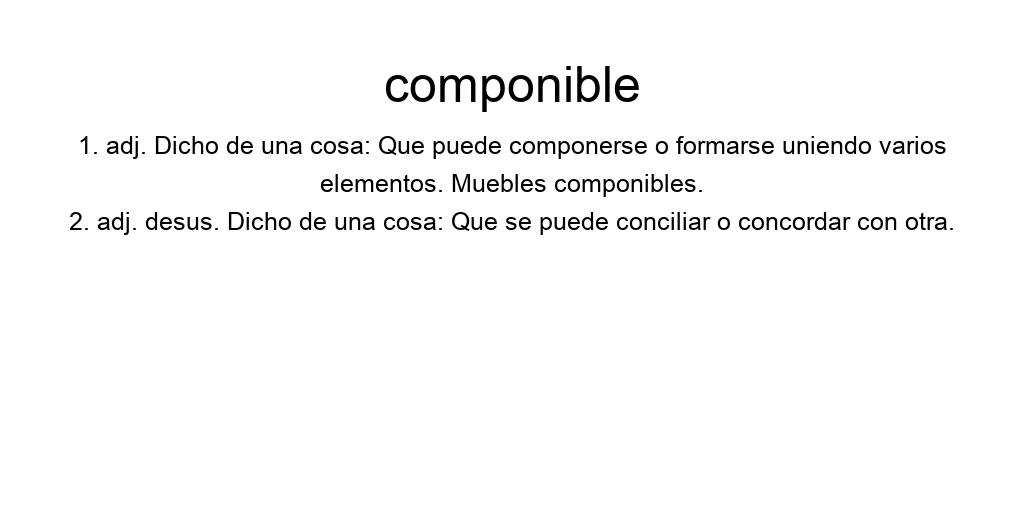 componible
1. adj. Dicho de una cosa: Que puede componerse o formarse uniendo varios
elementos. Muebles componibles.
2. adj. desus. Dicho de una cosa: Que se puede conciliar o concordar con otra.